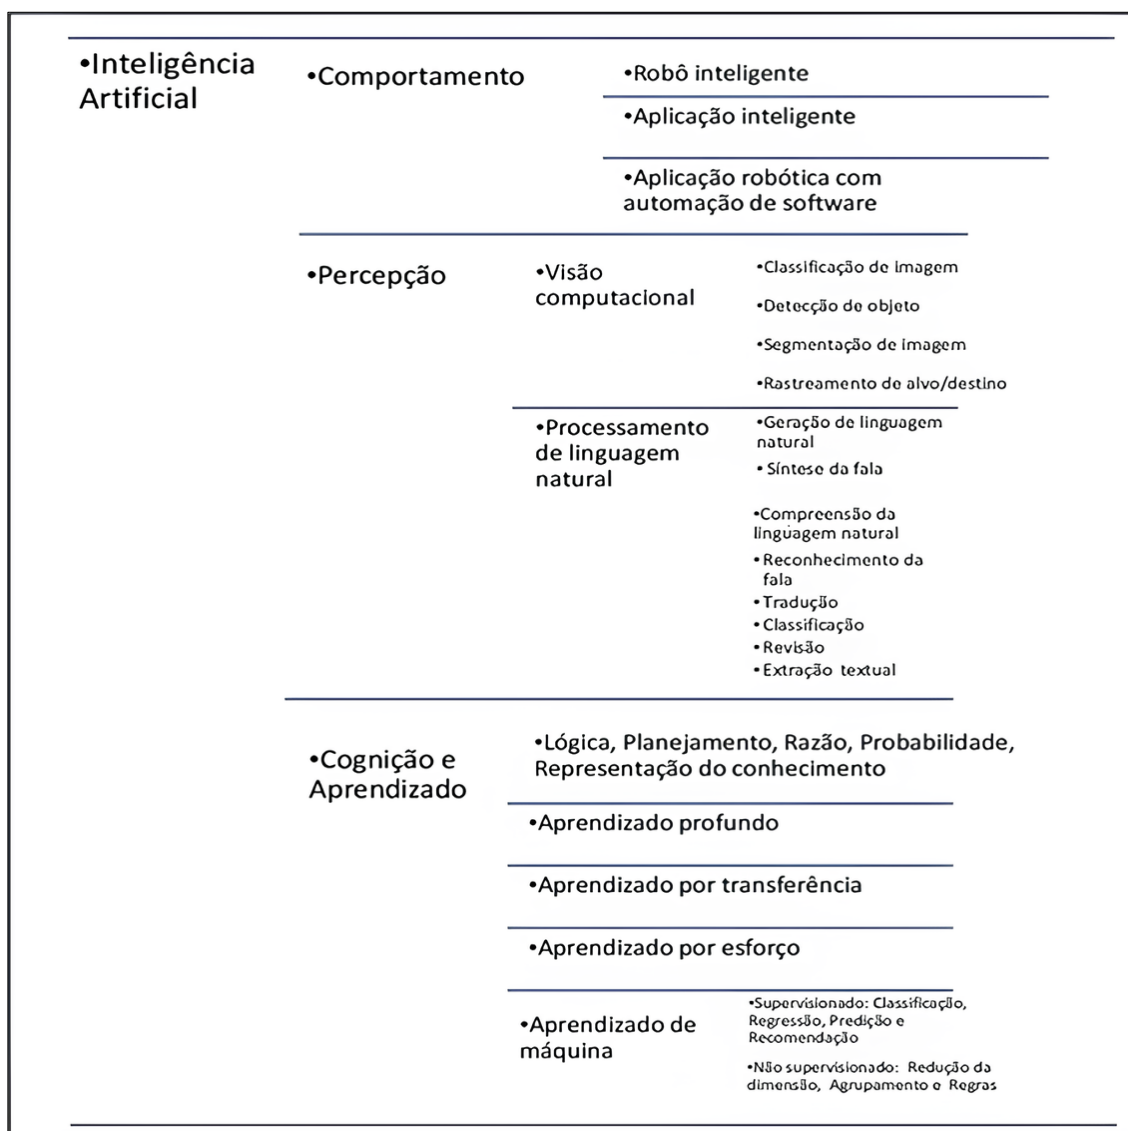 •Inteligência
Artificial
•Comportamento
•Robô inteligente
•Aplicação inteligente
•Aplicação robótica com
automação de software
•Percepção
•Visão
computacional
•Classificação de imagem
•Detecção de objeto
•Segmentação de imagem
•Rastreamento de alvo/destino
•Processamento
de linguagem
natural
•Geração de linguagem
natural
• Síntese da fala
•Compreensão da
linguagem natural
• Reconhecimento da
fala
• Tradução
• Classificação
• Revisão
• Extração textual
•Cognição e
Aprendizado
•Lógica, Planejamento, Razão, Probabilidade,
Representação do conhecimento
•Aprendizado profundo
•Aprendizado por transferência
•Aprendizado por esforço
•Aprendizado de
máquina
•Supervisionado: Classificação,
Regressão, Predição e
Recomendação
•Não supervisionado: Redução da
dimensão, Agrupamento e Regras